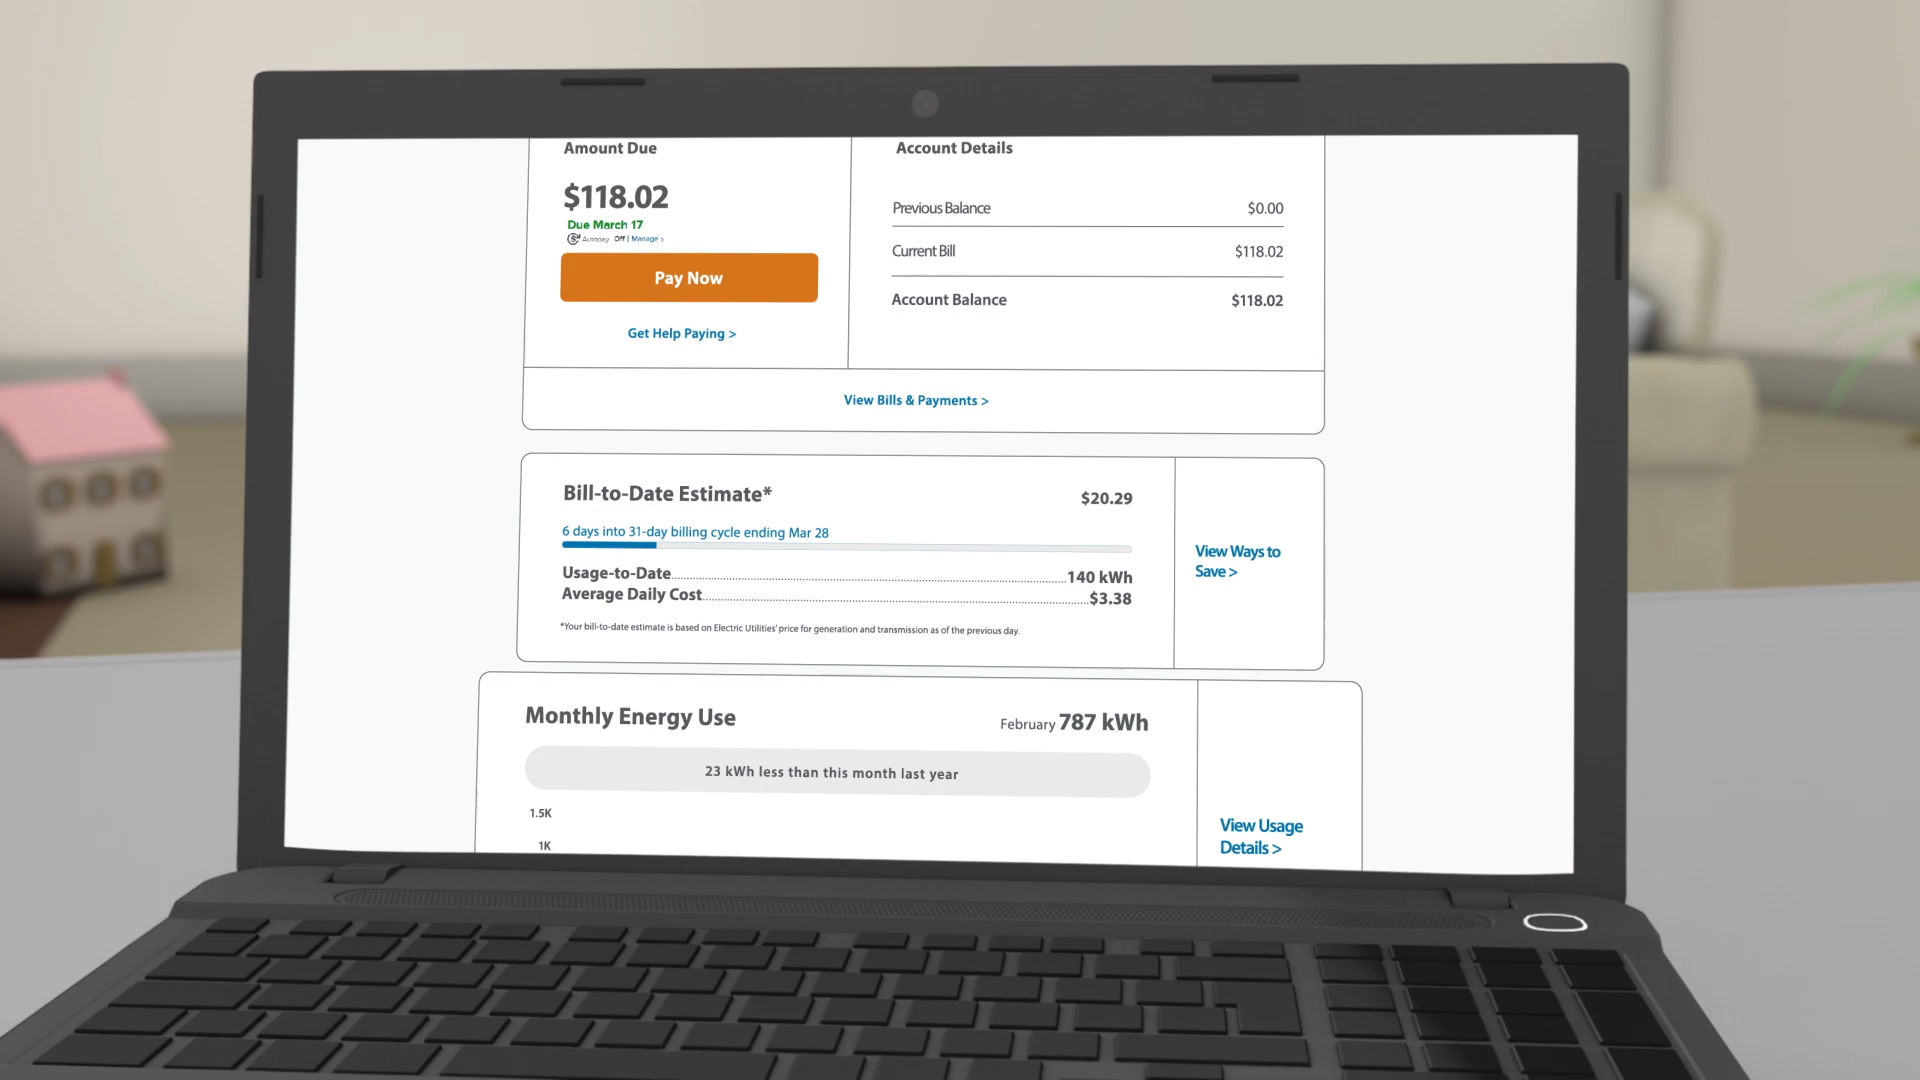 Amount Due
$118.02
Due March 17
Autopay Off | Manage >
Pay Now
Get Help Paying >
Account Details
Previous Balance $0.00
Current Bill $118.02
Account Balance $118.02
View Bills & Payments >
Bill-to-Date Estimate* $20.29
6 days into 31-day billing cycle ending Mar 28
Usage-to-Date 140 kWh
Average Daily Cost $3.38
*Your bill-to-date estimate is based on Electric Utilities' price for generation and transmission as of the previous day.
View Ways to
Save >
Monthly Energy Use February 787 kWh
23 kWh less than this month last year
1.5K
1K
View Usage
Details >